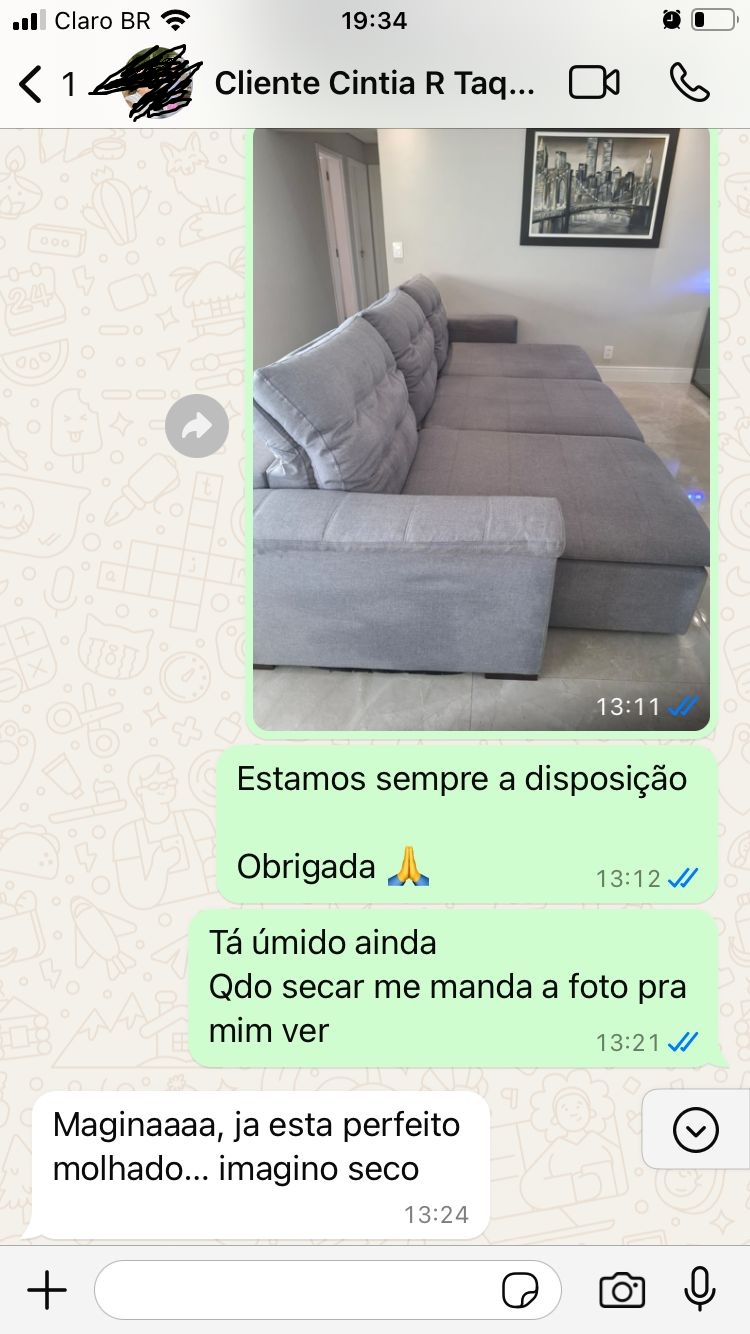 Claro BR
19:34
1
Cliente Cintia R Taq...
13:11
Estamos sempre a disposição
Obrigada 🙏
13:12
Tá úmido ainda
Qdo secar me manda a foto pra
mim ver
13:21
Maginaaaa, ja esta perfeito
molhado... imagino seco
13:24